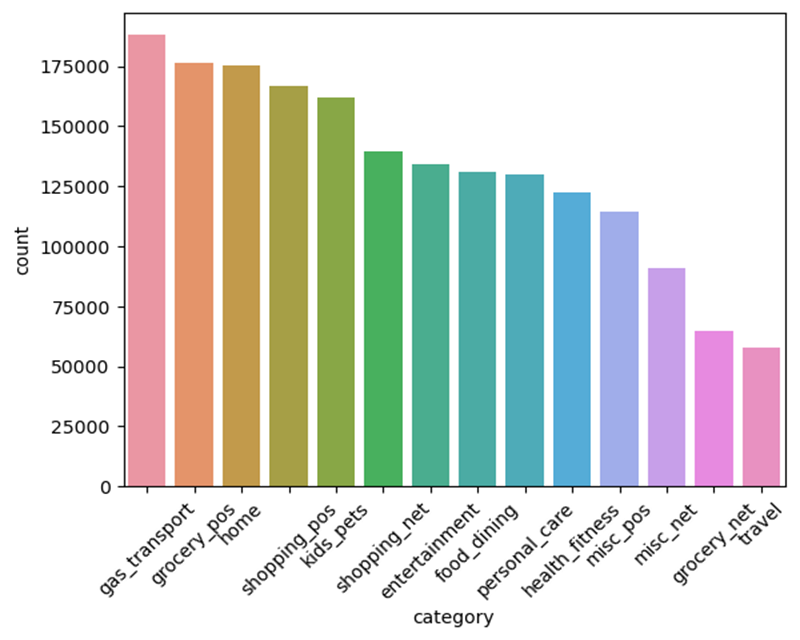 175000
150000
125000
100000
75000
50000
25000
0
count
gas_transport
grocery_pos
home
shopping_pos
kids_pets
shopping_net
entertainment
food_dining
personal_care
health_fitness
misc_pos
misc_net
grocery_net
travel
category